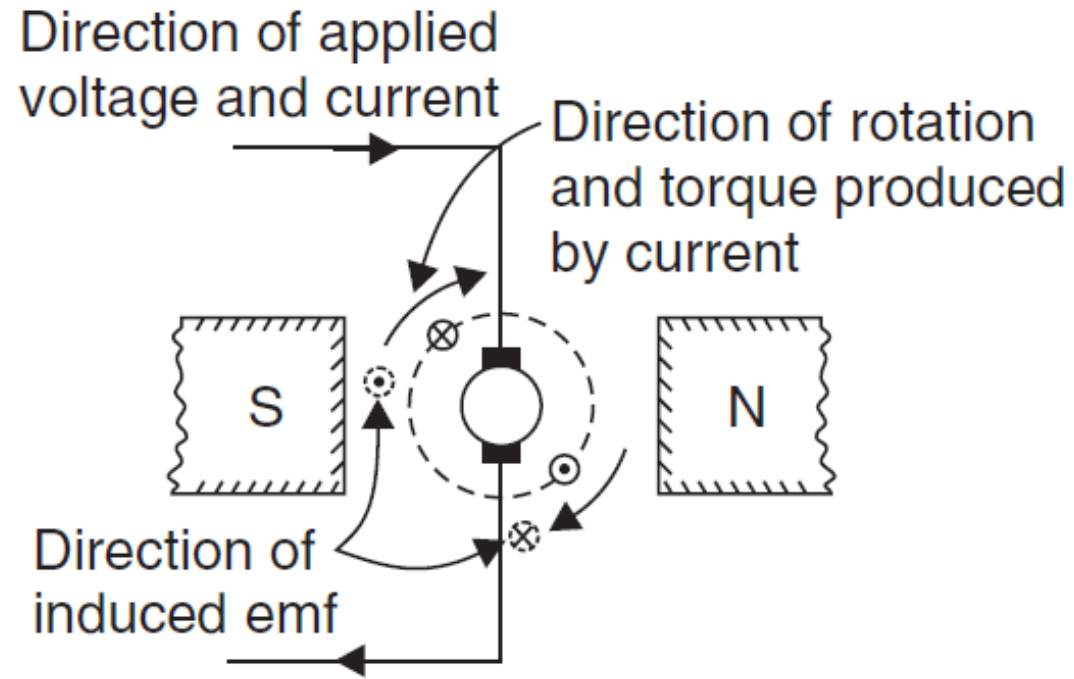 Direction of applied
voltage and current
Direction of rotation
and torque produced
by current
S
N
Direction of
induced emf